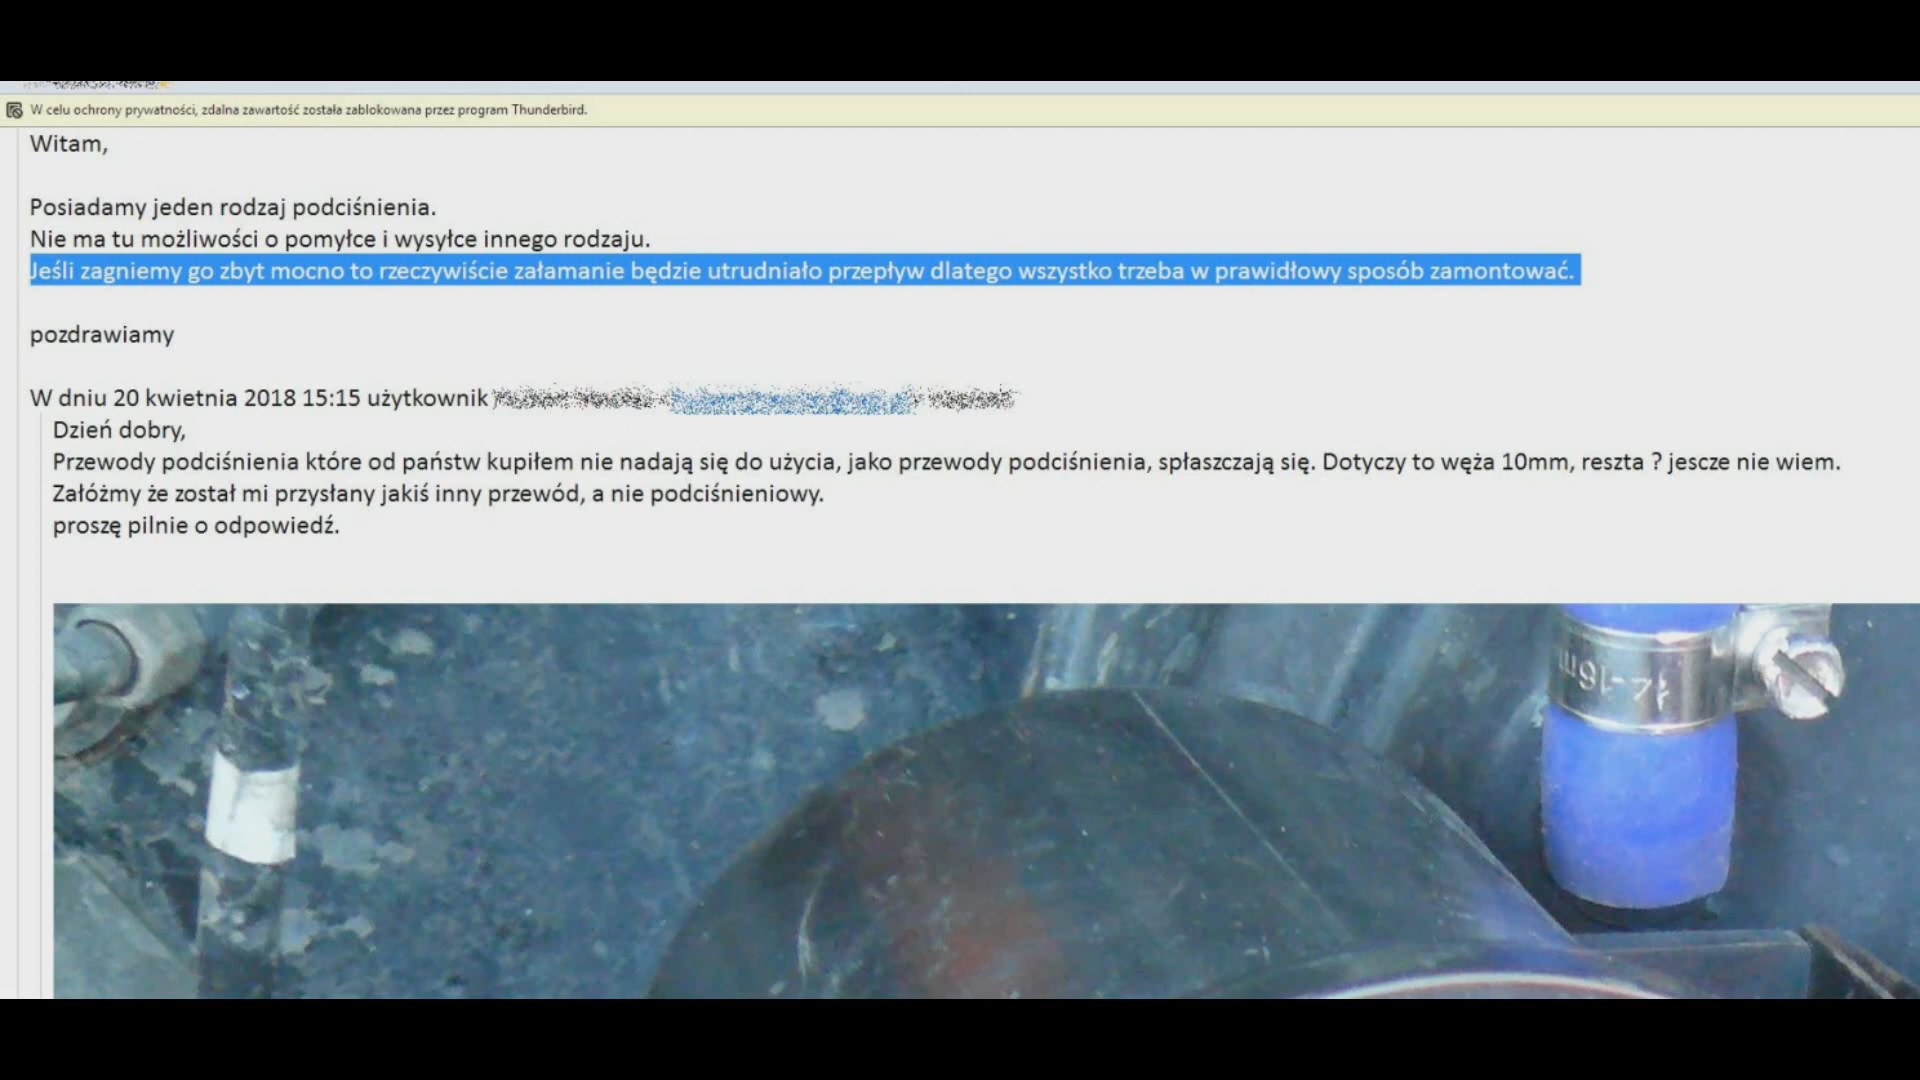 W celu ochrony prywatności, zdalna zawartość została zablokowana przez program Thunderbird.
Witam,
Posiadamy jeden rodzaj podciśnienia.
Nie ma tu możliwości o pomyłce i wysyłce innego rodzaju.
Jeśli zagniemy go zbyt mocno to rzeczywiście załamanie będzie utrudniało przepływ dlatego wszystko trzeba w prawidłowy sposób zamontować.
pozdrawiamy
W dniu 20 kwietnia 2018 15:15 użytkownik
Dzień dobry,
Przewody podciśnienia które od państw kupiłem nie nadają się do użycia, jako przewody podciśnienia, spłaszczają się. Dotyczy to węża 10mm, reszta ? jescze nie wiem.
Załóżmy że został mi przysłany jakiś inny przewód, a nie podciśnieniowy.
proszę pilnie o odpowiedź.